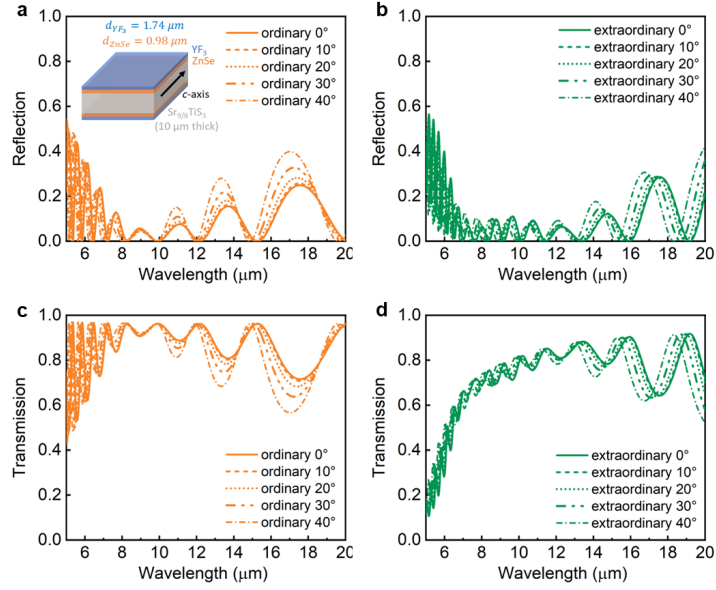 a
d_YF₃ = 1.74 μm
d_ZnSe = 0.98 μm
YF₃
ZnSe
c-axis
Sr₉/₈TiS₃
(10 μm thick)
ordinary 0°
ordinary 10°
ordinary 20°
ordinary 30°
ordinary 40°
Reflection
1.0
0.8
0.6
0.4
0.2
0.0
6 8 10 12 14 16 18 20
Wavelength (μm)
b
extraordinary 0°
extraordinary 10°
extraordinary 20°
extraordinary 30°
extraordinary 40°
Reflection
1.0
0.8
0.6
0.4
0.2
0.0
6 8 10 12 14 16 18 20
Wavelength (μm)
c
Transmission
1.0
0.8
0.6
0.4
0.2
0.0
ordinary 0°
ordinary 10°
ordinary 20°
ordinary 30°
ordinary 40°
6 8 10 12 14 16 18 20
Wavelength (μm)
d
Transmission
1.0
0.8
0.6
0.4
0.2
0.0
extraordinary 0°
extraordinary 10°
extraordinary 20°
extraordinary 30°
extraordinary 40°
6 8 10 12 14 16 18 20
Wavelength (μm)